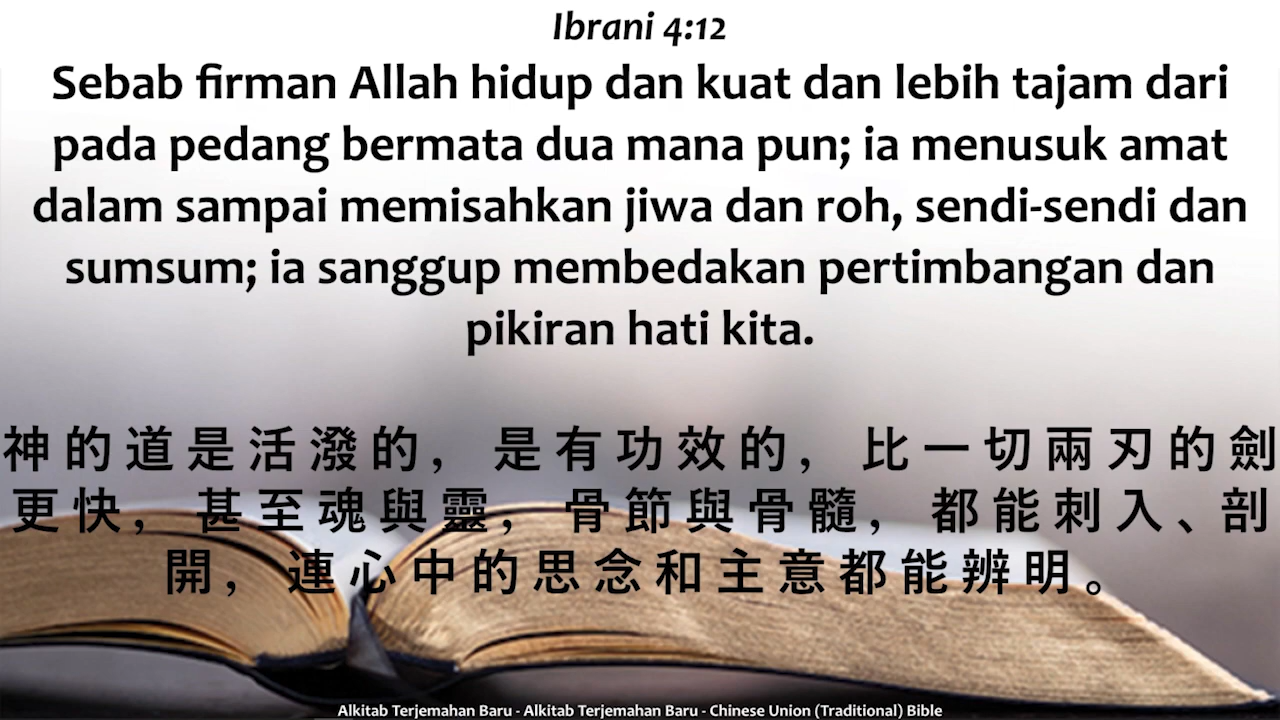 Ibrani 4:12
Sebab firman Allah hidup dan kuat dan lebih tajam dari
pada pedang bermata dua mana pun; ia menusuk amat
dalam sampai memisahkan jiwa dan roh, sendi-sendi dan
sumsum; ia sanggup membedakan pertimbangan dan
pikiran hati kita.
神的道是活潑的，是有功效的，比一切兩刃的劍
更快，甚至魂與靈，骨節與骨髓，都能刺入、剖
開，連心中的思念和主意都能辨明。
Alkitab Terjemahan Baru - Alkitab Terjemahan Baru - Chinese Union (Traditional) Bible